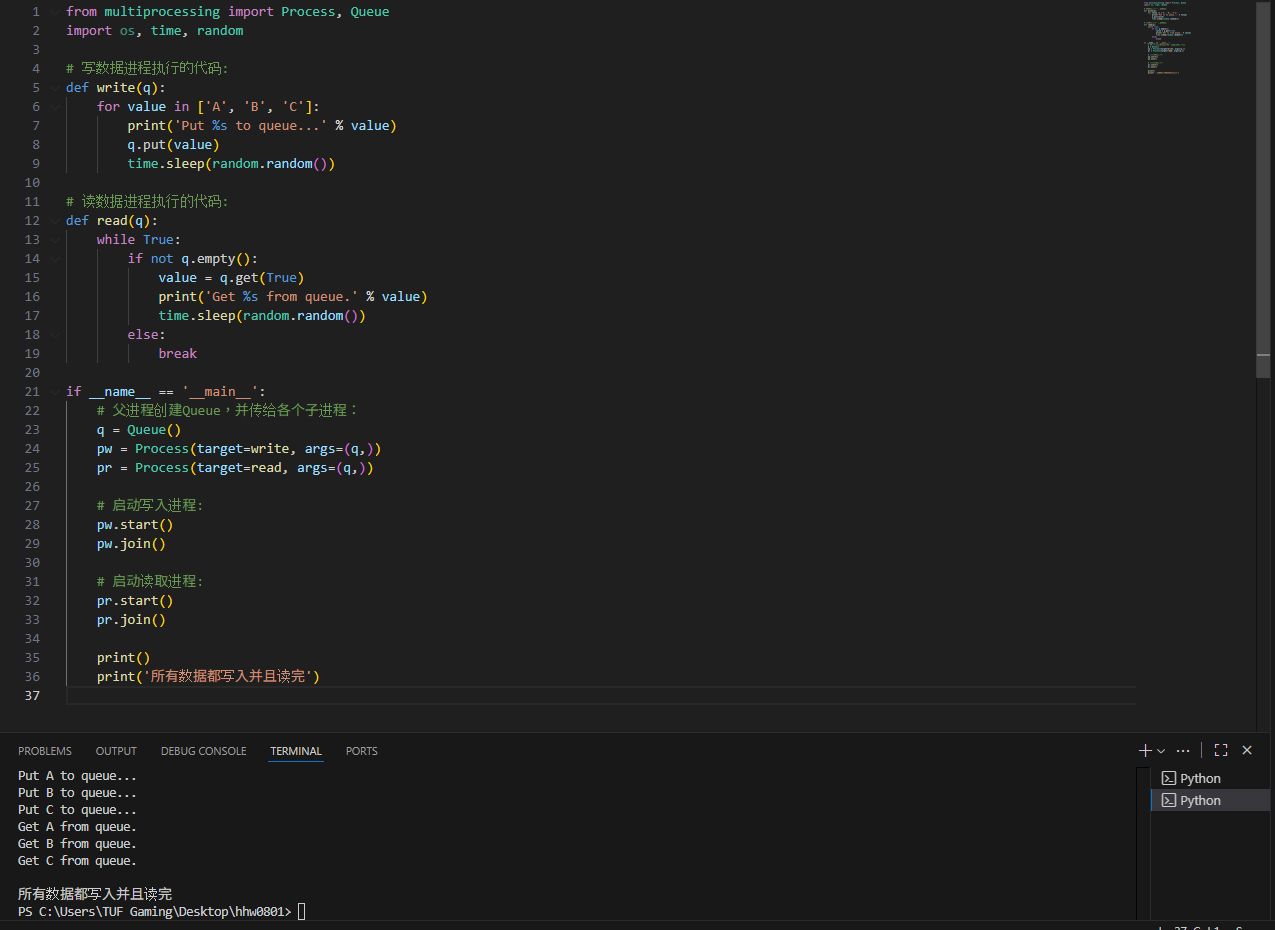 1 from multiprocessing import Process, Queue
2 import os, time, random
3
4 # 写数据进程执行的代码:
5 def write(q):
6     for value in ['A', 'B', 'C']:
7         print('Put %s to queue...' % value)
8         q.put(value)
9         time.sleep(random.random())
10
11 # 读数据进程执行的代码:
12 def read(q):
13     while True:
14         if not q.empty():
15             value = q.get(True)
16             print('Get %s from queue.' % value)
17             time.sleep(random.random())
18         else:
19             break
20
21 if __name__ == '__main__':
22     # 父进程创建Queue，并传给各个子进程：
23     q = Queue()
24     pw = Process(target=write, args=(q,))
25     pr = Process(target=read, args=(q,))
26
27     # 启动写入进程:
28     pw.start()
29     pw.join()
30
31     # 启动读取进程:
32     pr.start()
33     pr.join()
34
35     print()
36     print('所有数据都写入并且读完')
37
PROBLEMS OUTPUT DEBUG CONSOLE TERMINAL PORTS
Put A to queue...
Put B to queue...
Put C to queue...
Get A from queue.
Get B from queue.
Get C from queue.
所有数据都写入并且读完
PS C:\Users\TUF Gaming\Desktop\hhw0801>
Python
Python